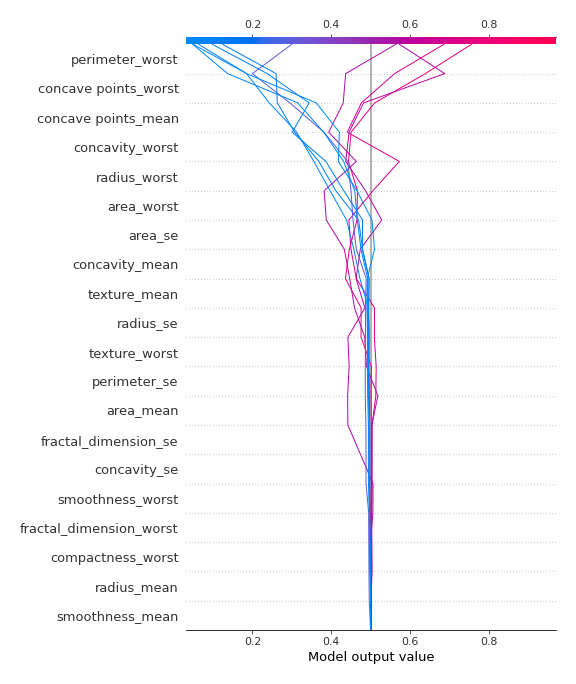 0.2 0.4 0.6 0.8
perimeter_worst
concave points_worst
concave points_mean
concavity_worst
radius_worst
area_worst
area_se
concavity_mean
texture_mean
radius_se
texture_worst
perimeter_se
area_mean
fractal_dimension_se
concavity_se
smoothness_worst
fractal_dimension_worst
compactness_worst
radius_mean
smoothness_mean
0.2 0.4 0.6 0.8
Model output value